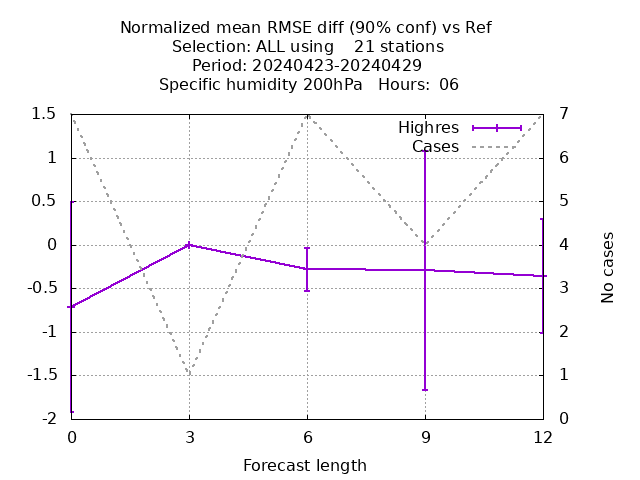 Normalized mean RMSE diff (90% conf) vs Ref
Selection: ALL using    21 stations
Period: 20240423-20240429
Specific humidity 200hPa   Hours:  06
1.5
1
0.5
0
-0.5
-1
-1.5
-2
7
6
5
4
3
2
1
0
Highres
Cases
No cases
0 3 6 9 12
Forecast length